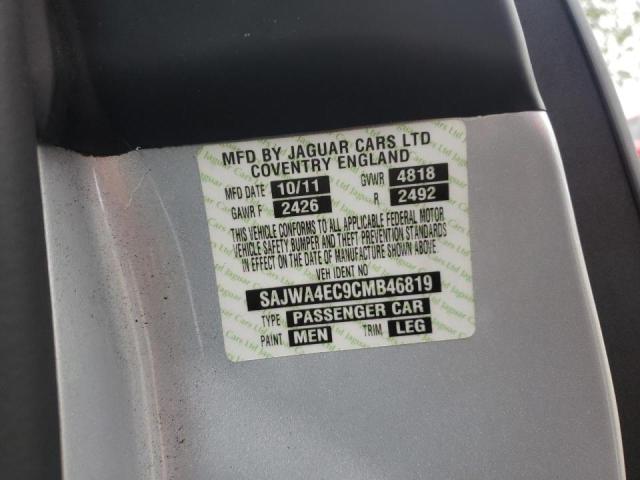 MFD BY JAGUAR CARS LTD
COVENTRY ENGLAND
MFD DATE 10/11 GVWR 4818
GAWR F 2426 R 2492
THIS VEHICLE CONFORMS TO ALL APPLICABLE FEDERAL MOTOR
VEHICLE SAFETY BUMPER AND THEFT PREVENTION STANDARDS
IN EFFECT ON THE DATE OF MANUFACTURE SHOWN ABOVE
VEH IDENT NO
SAJWA4EC9CMB46819
TYPE PASSENGER CAR
PAINT MEN TRIM LEG